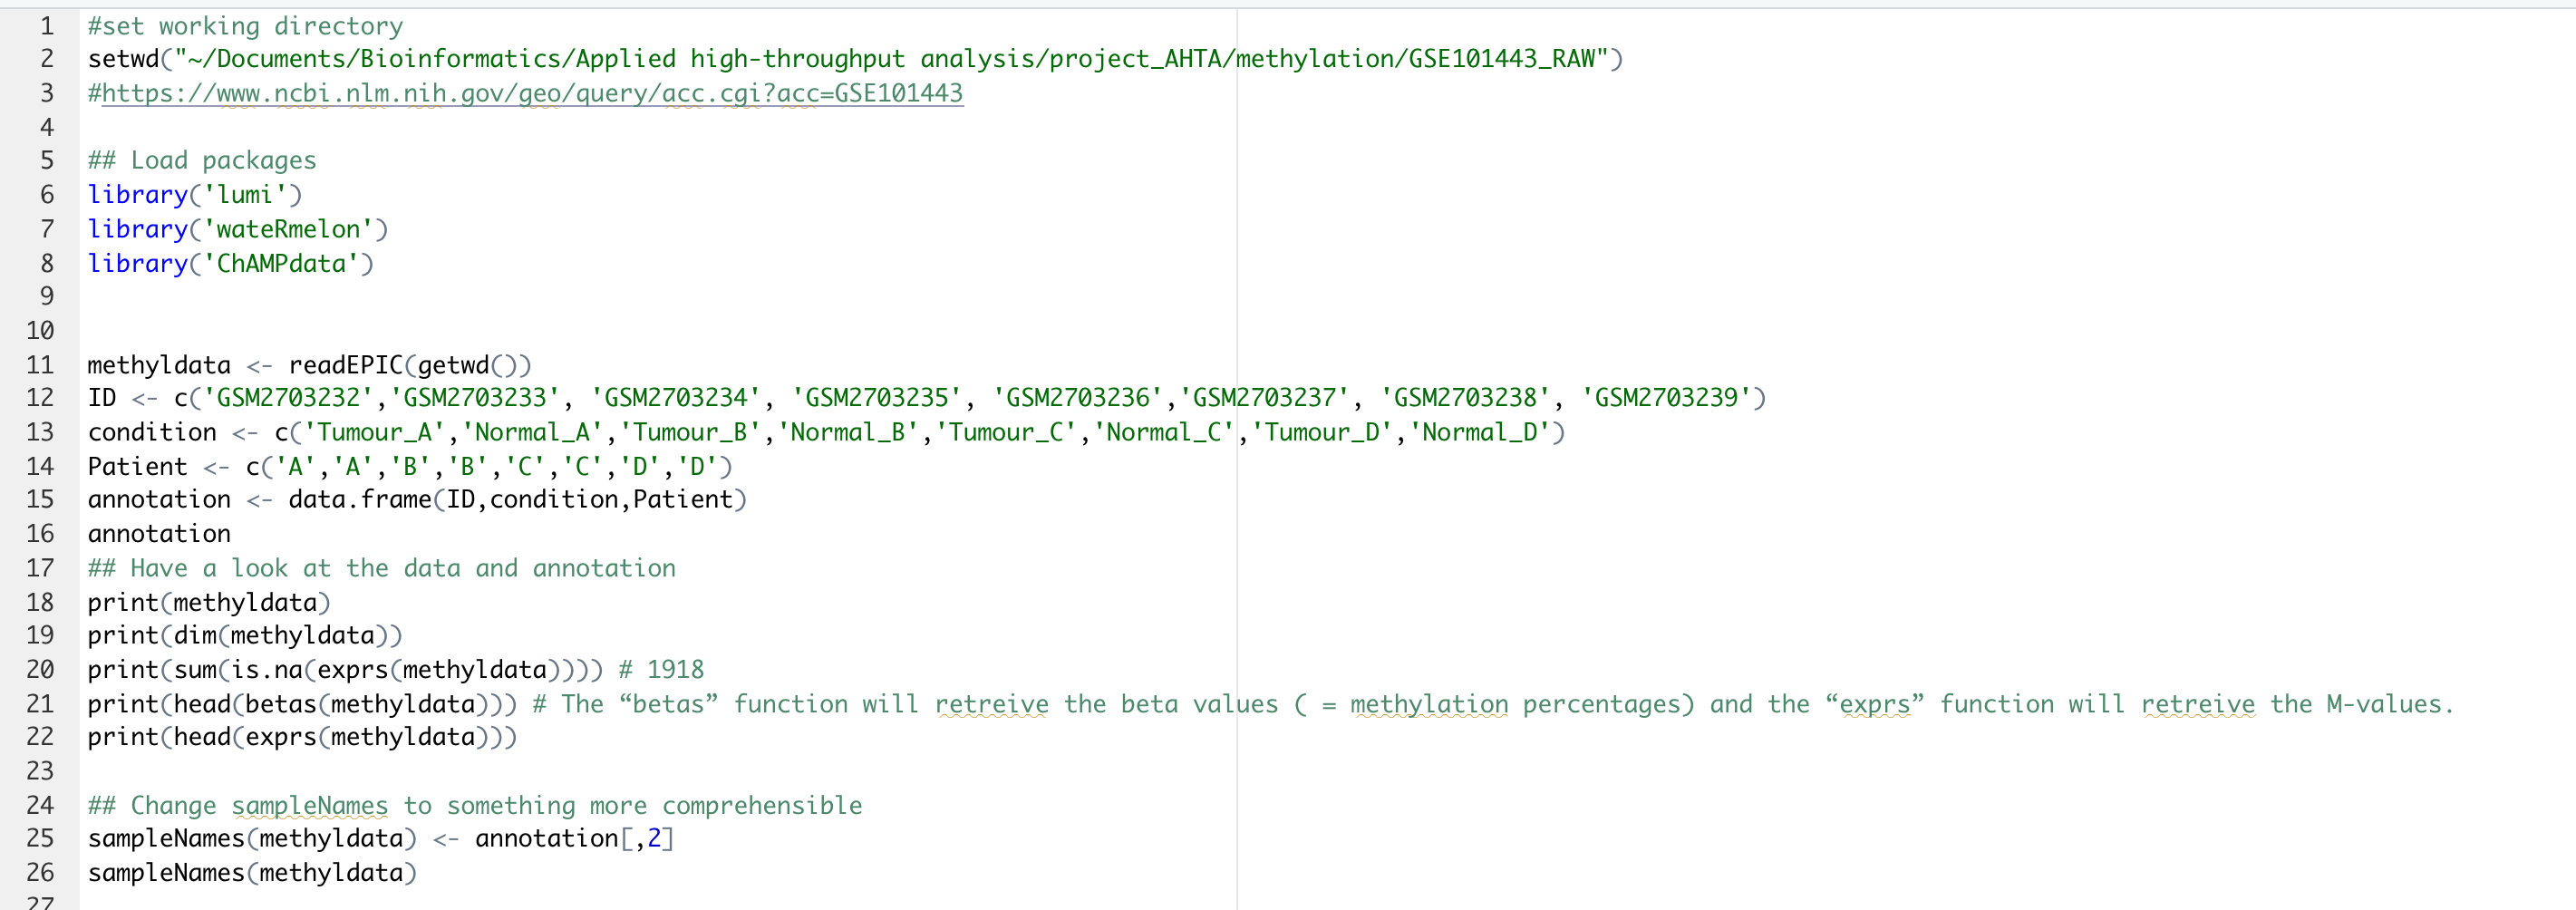 1 #set working directory
2 setwd("~/Documents/Bioinformatics/Applied high-throughput analysis/project_AHTA/methylation/GSE101443_RAW")
3 #https://www.ncbi.nlm.nih.gov/geo/query/acc.cgi?acc=GSE101443
4
5 ## Load packages
6 library('lumi')
7 library('wateRmelon')
8 library('ChAMPdata')
9
10
11 methyldata <- readEPIC(getwd())
12 ID <- c('GSM2703232','GSM2703233', 'GSM2703234', 'GSM2703235', 'GSM2703236','GSM2703237', 'GSM2703238', 'GSM2703239')
13 condition <- c('Tumour_A','Normal_A','Tumour_B','Normal_B','Tumour_C','Normal_C','Tumour_D','Normal_D')
14 Patient <- c('A','A','B','B','C','C','D','D')
15 annotation <- data.frame(ID,condition,Patient)
16 annotation
17 ## Have a look at the data and annotation
18 print(methyldata)
19 print(dim(methyldata))
20 print(sum(is.na(exprs(methyldata)))) # 1918
21 print(head(betas(methyldata))) # The “betas” function will retreive the beta values ( = methylation percentages) and the “exprs” function will retreive the M-values.
22 print(head(exprs(methyldata)))
23
24 ## Change sampleNames to something more comprehensible
25 sampleNames(methyldata) <- annotation[,2]
26 sampleNames(methyldata)
27